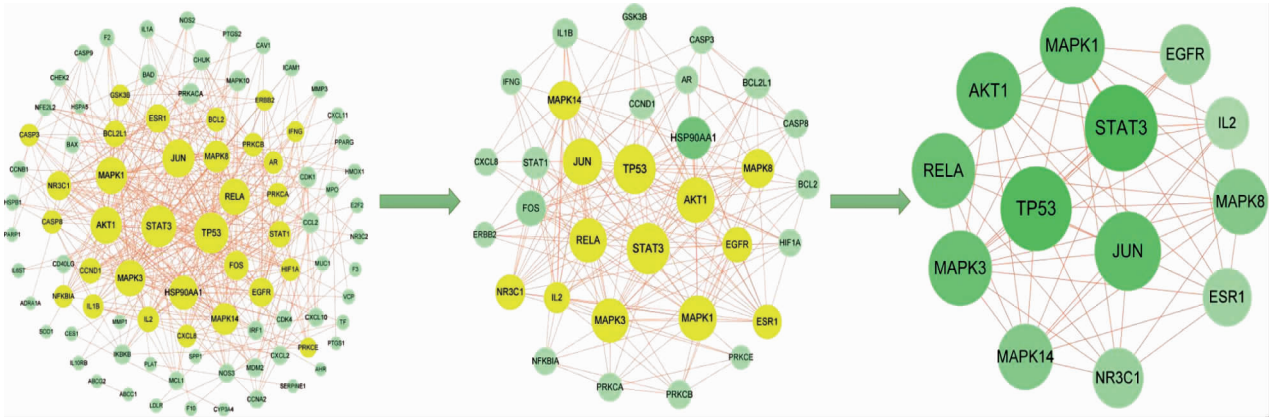 NOS2
IL1A
PTGS2
F2
CAV1
CASP9
CHUK
BAD
ICAM1
MAPK10
CHEK2
PRKACA
HSPA5
GSK3B
ERBB2
MMP3
NFE2L2
ESR1
BCL2
CXCL11
CASP3
BCL2L1
IFNG
PRKCB
BAX
JUN
MAPK8
PPARG
AR
CCNB1
MAPK1
CDK1
HMOX1
NR3C1
PRKCA
MPO
HSPB1
RELA
E2F2
CASP8
CCL2
AKT1
STAT3
TP53
STAT1
PARP1
NR3C2
FOS
MUC1
IL6ST
CD40LG
CCND1
MAPK3
HIF1A
F3
HSP90AA1
EGFR
VCP
NFKBIA
ADRA1A
IL1B
IL2
MAPK14
CDK4
CXCL10
TF
SOD1
CES1
MMP1
IRF1
CXCL8
PTGS1
PRKCE
IKBKB
IL10RB
PLAT
SPP1
CXCL2
MDM2
AHR
ABCG2
MCL1
NOS3
SERPINE1
ABCC1
CCNA2
LDLR
F10
CYP3A4
GSK3B
IL1B
CASP3
IFNG
AR
BCL2L1
MAPK14
CCND1
CASP8
HSP90AA1
CXCL8
STAT1
JUN
TP53
MAPK8
BCL2
FOS
AKT1
ERBB2
RELA
STAT3
EGFR
HIF1A
NR3C1
IL2
MAPK3
MAPK1
ESR1
NFKBIA
PRKCE
PRKCA
PRKCB
MAPK1
EGFR
AKT1
STAT3
IL2
RELA
TP53
MAPK8
JUN
MAPK3
ESR1
MAPK14
NR3C1